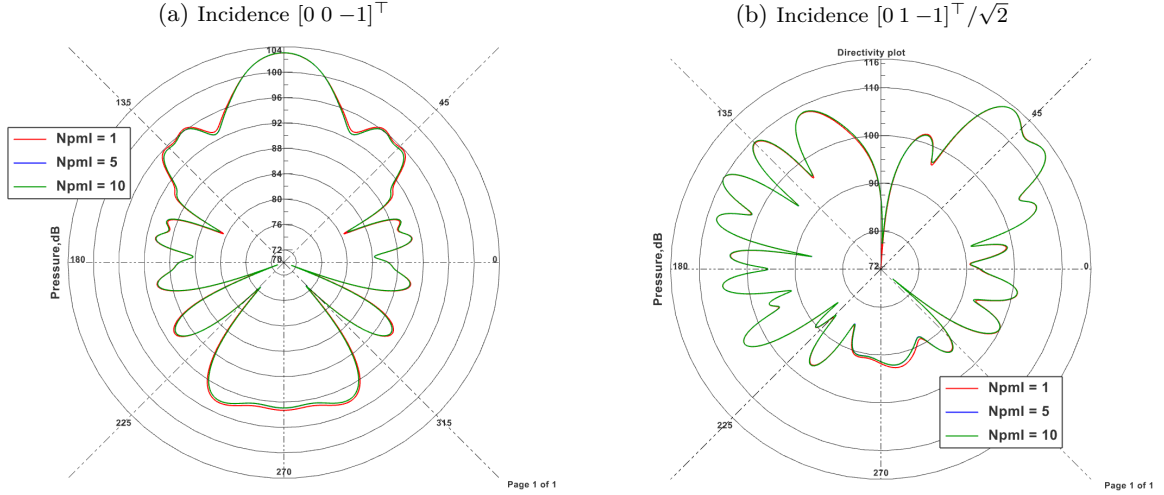 (a) Incidence [0 0 −1]⊤
104
100
96
92
88
84
80
76
72
70
135
45
180
0
225
315
270
Pressure,dB
Npml = 1
Npml = 5
Npml = 10
Page 1 of 1
(b) Incidence [0 1 −1]⊤/√2
Directivity plot
116
110
100
90
80
72
135
45
180
0
225
270
Pressure,dB
Npml = 1
Npml = 5
Npml = 10
Page 1 of 1